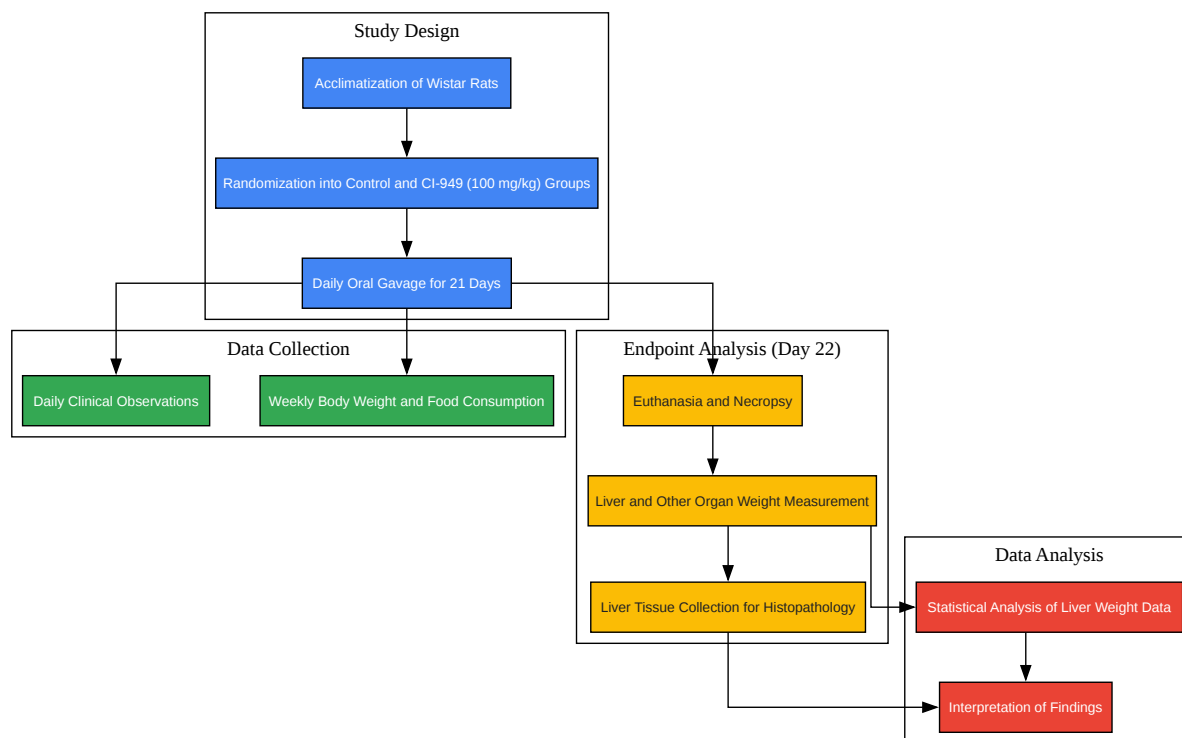 Study Design
Acclimatization of Wistar Rats
Randomization into Control and CI-949 (100 mg/kg) Groups
Daily Oral Gavage for 21 Days
Data Collection
Daily Clinical Observations
Weekly Body Weight and Food Consumption
Endpoint Analysis (Day 22)
Euthanasia and Necropsy
Liver and Other Organ Weight Measurement
Liver Tissue Collection for Histopathology
Data Analysis
Statistical Analysis of Liver Weight Data
Interpretation of Findings